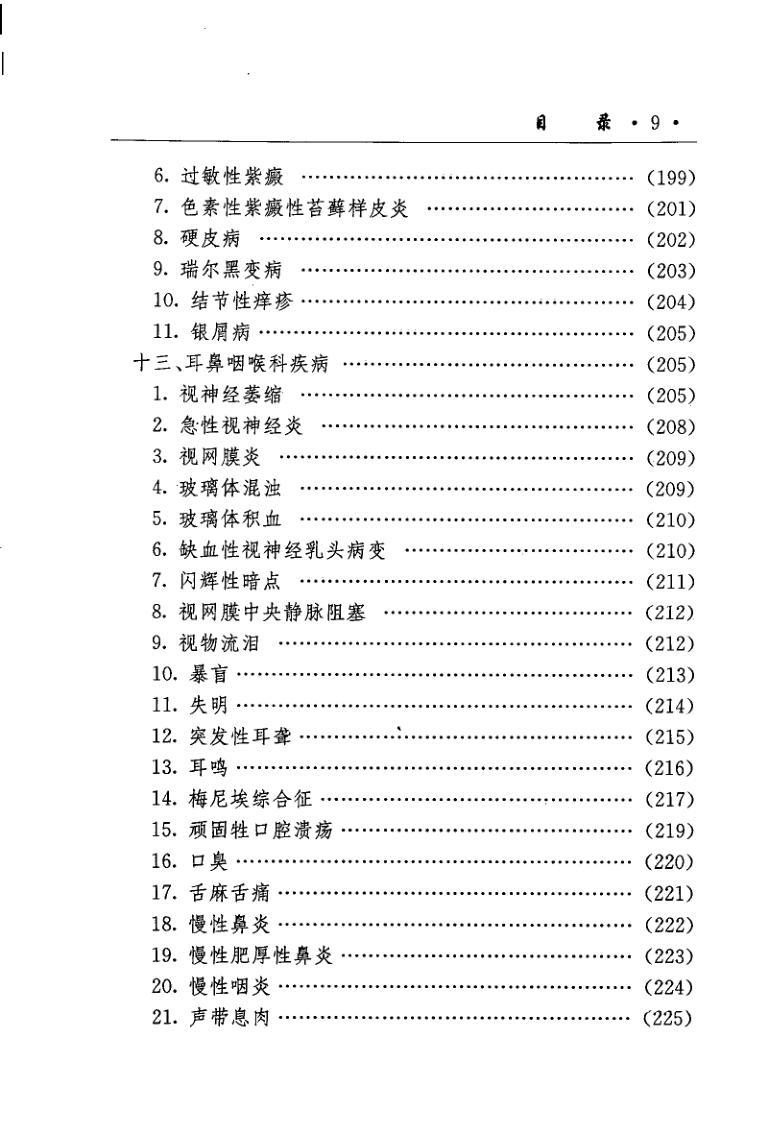 目 录 · 9 ·
6. 过敏性紫癜 ……………………………………… (199)
7. 色素性紫癜性苔藓样皮炎 ……………………… (201)
8. 硬皮病 …………………………………………… (202)
9. 瑞尔黑变病 ……………………………………… (203)
10. 结节性痒疹 ……………………………………… (204)
11. 银屑病 …………………………………………… (205)
十三、耳鼻咽喉科疾病 ………………………………… (205)
1. 视神经萎缩 ……………………………………… (205)
2. 急性视神经炎 …………………………………… (208)
3. 视网膜炎 ………………………………………… (209)
4. 玻璃体混浊 ……………………………………… (209)
5. 玻璃体积血 ……………………………………… (210)
6. 缺血性视神经乳头病变 ………………………… (210)
7. 闪辉性暗点 ……………………………………… (211)
8. 视网膜中央静脉阻塞 …………………………… (212)
9. 视物流泪 ………………………………………… (212)
10. 暴盲 ……………………………………………… (213)
11. 失明 ……………………………………………… (214)
12. 突发性耳聋 ……………………………………… (215)
13. 耳鸣 ……………………………………………… (216)
14. 梅尼埃综合征 …………………………………… (217)
15. 顽固牲口腔溃疡 ………………………………… (219)
16. 口臭 ……………………………………………… (220)
17. 舌麻舌痛 ………………………………………… (221)
18. 慢性鼻炎 ………………………………………… (222)
19. 慢性肥厚性鼻炎 ………………………………… (223)
20. 慢性咽炎 ………………………………………… (224)
21. 声带息肉 ………………………………………… (225)